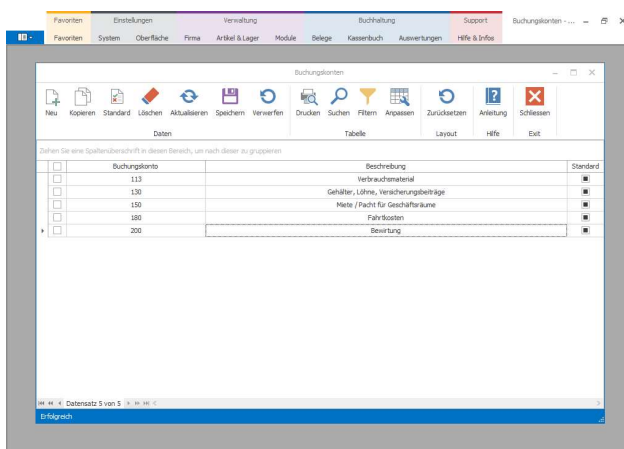 Favoriten Einstellungen Verwaltung Buchhaltung Support Buchungskonten - ...
Favoriten System Oberfläche Firma Artikel & Lager Module Belege Kassenbuch Auswertungen Hilfe & Infos
Buchungskonten
Neu Kopieren Standard Löschen Aktualisieren Speichern Verwerfen Drucken Suchen Filtern Anpassen Zurücksetzen Anleitung Schliessen
Daten Tabelle Layout Hilfe Exit
Ziehen Sie eine Spaltenüberschrift in diesen Bereich, um nach dieser zu gruppieren
Buchungskonto Beschreibung Standard
113 Verbrauchsmaterial
130 Gehälter, Löhne, Versicherungsbeiträge
150 Miete / Pacht für Geschäftsräume
180 Fahrtkosten
200 Bewirtung
Datensatz 5 von 5
Erfolgreich